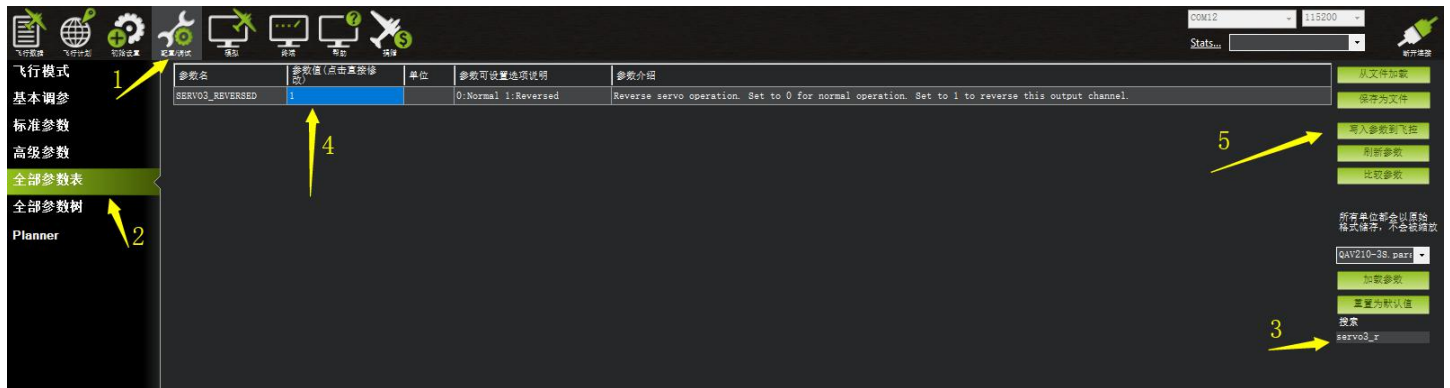 飞行数据
飞行计划
初始设置
配置/调试
模拟
终端
帮助
捐赠
COM12
115200
Stats...
断开连接
飞行模式
基本调参
标准参数
高级参数
全部参数表
全部参数树
Planner
1
2
参数名
参数值(点击直接修
改)
单位
参数可设置选项说明
参数介绍
SERVO3_REVERSED
1
0:Normal 1:Reversed
Reverse servo operation. Set to 0 for normal operation. Set to 1 to reverse this output channel.
4
5
从文件加载
保存为文件
写入参数到飞控
刷新参数
比较参数
所有单位都会以原始
格式储存，不会被缩放
QAV210-3S.para
加载参数
重置为默认值
搜索
3
servo3_r